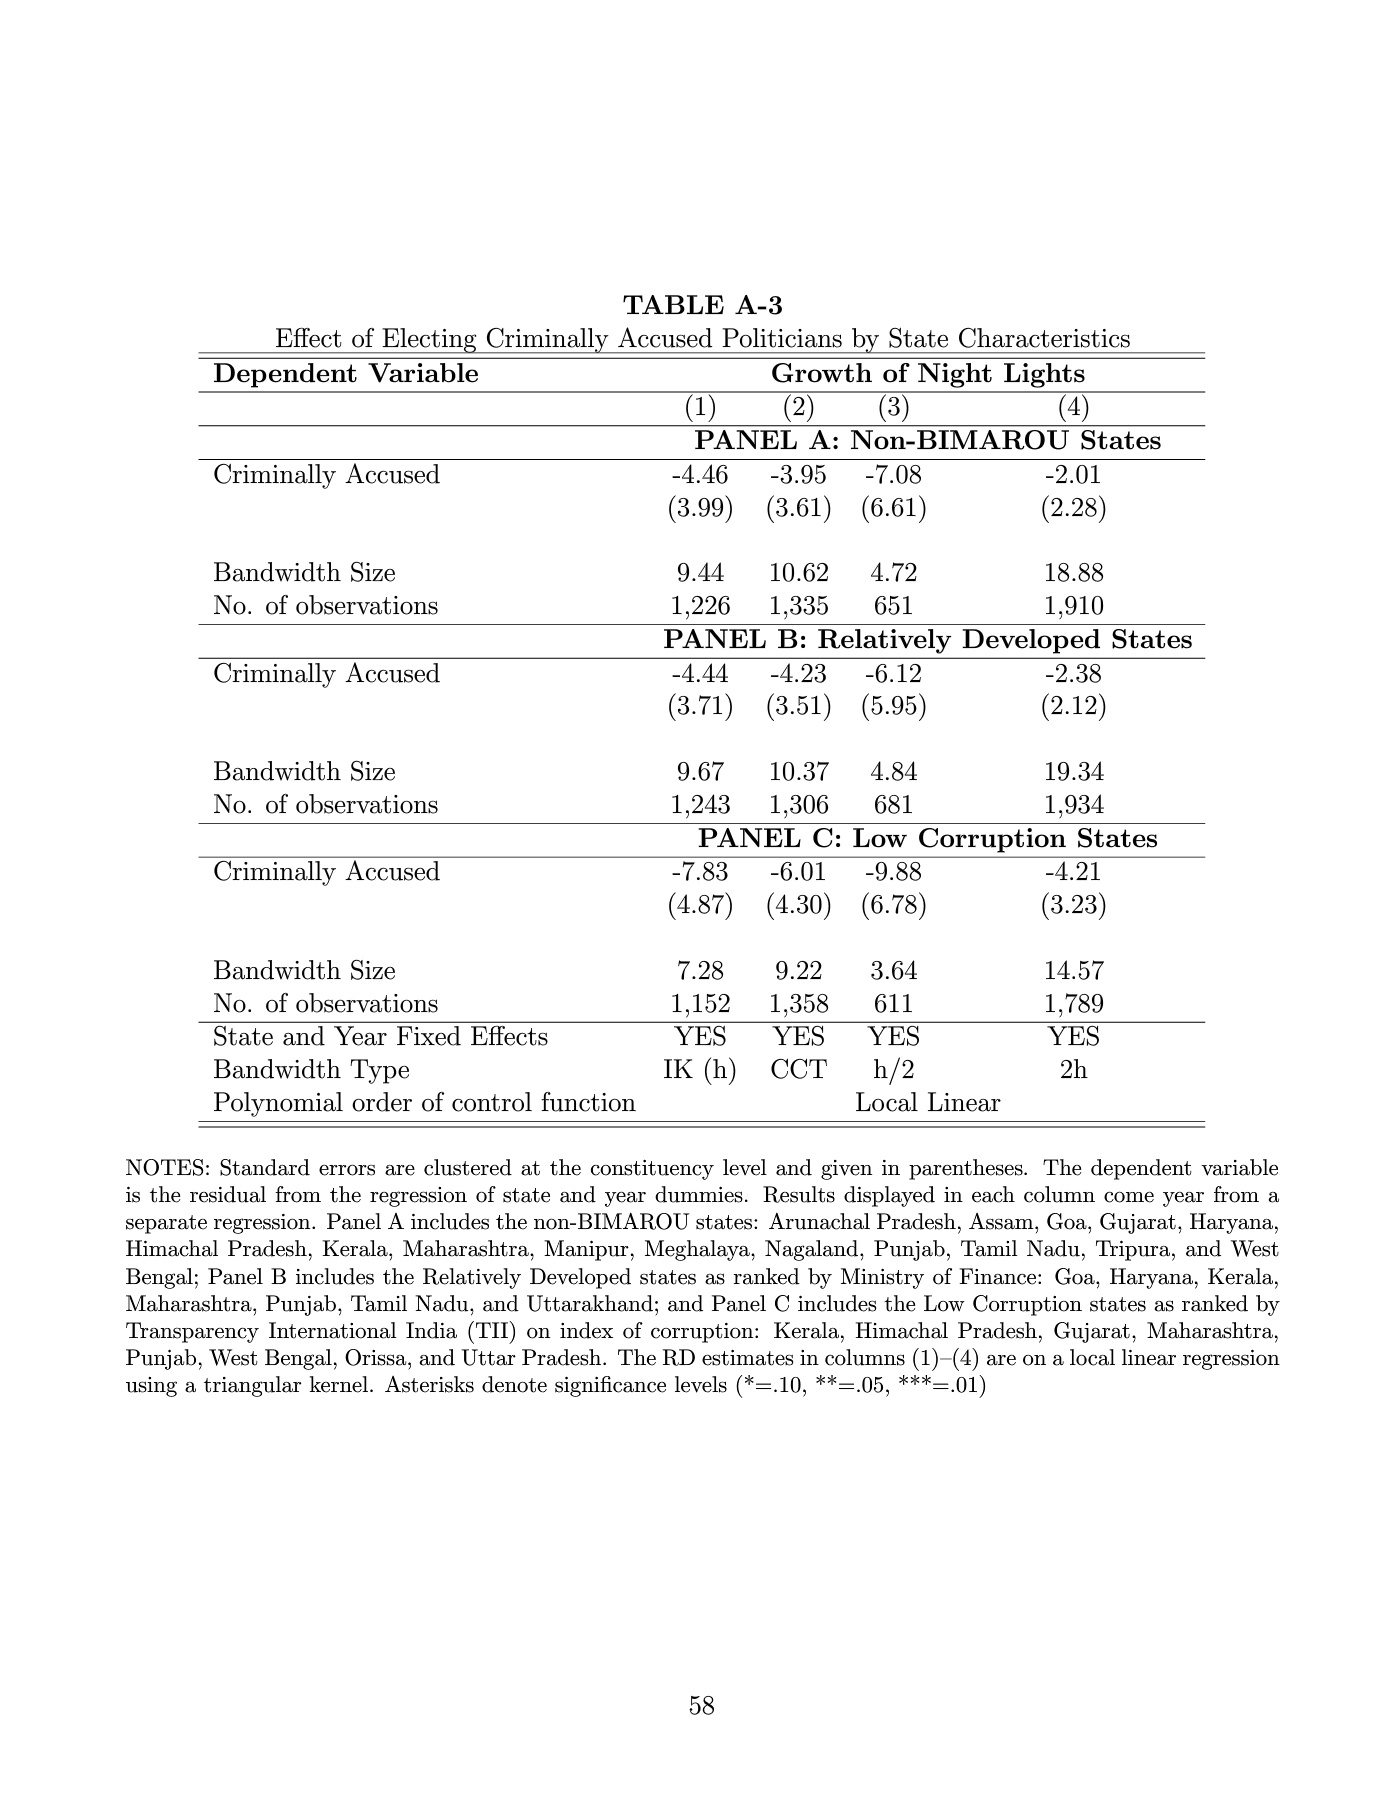 TABLE A-3
Effect of Electing Criminally Accused Politicians by State Characteristics
Dependent Variable Growth of Night Lights
(1) (2) (3) (4)
PANEL A: Non-BIMAROU States
Criminally Accused -4.46 -3.95 -7.08 -2.01
(3.99) (3.61) (6.61) (2.28)
Bandwidth Size 9.44 10.62 4.72 18.88
No. of observations 1,226 1,335 651 1,910
PANEL B: Relatively Developed States
Criminally Accused -4.44 -4.23 -6.12 -2.38
(3.71) (3.51) (5.95) (2.12)
Bandwidth Size 9.67 10.37 4.84 19.34
No. of observations 1,243 1,306 681 1,934
PANEL C: Low Corruption States
Criminally Accused -7.83 -6.01 -9.88 -4.21
(4.87) (4.30) (6.78) (3.23)
Bandwidth Size 7.28 9.22 3.64 14.57
No. of observations 1,152 1,358 611 1,789
State and Year Fixed Effects YES YES YES YES
Bandwidth Type IK (h) CCT h/2 2h
Polynomial order of control function Local Linear
NOTES: Standard errors are clustered at the constituency level and given in parentheses. The dependent variable
is the residual from the regression of state and year dummies. Results displayed in each column come year from a
separate regression. Panel A includes the non-BIMAROU states: Arunachal Pradesh, Assam, Goa, Gujarat, Haryana,
Himachal Pradesh, Kerala, Maharashtra, Manipur, Meghalaya, Nagaland, Punjab, Tamil Nadu, Tripura, and West
Bengal; Panel B includes the Relatively Developed states as ranked by Ministry of Finance: Goa, Haryana, Kerala,
Maharashtra, Punjab, Tamil Nadu, and Uttarakhand; and Panel C includes the Low Corruption states as ranked by
Transparency International India (TII) on index of corruption: Kerala, Himachal Pradesh, Gujarat, Maharashtra,
Punjab, West Bengal, Orissa, and Uttar Pradesh. The RD estimates in columns (1)–(4) are on a local linear regression
using a triangular kernel. Asterisks denote significance levels (*=.10, **=.05, ***=.01)
58